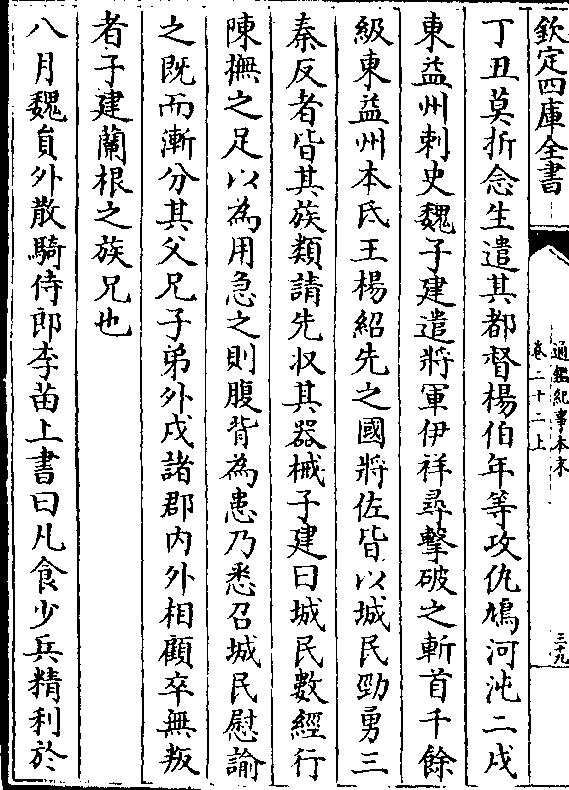 欽定四庫全書
通鑑紀事本末
卷二十二上
三十九
丁丑莫折念生遣其都督楊伯年等攻仇鳩河池二戍
東益州刺史魏子建遣將軍伊祥尋擊破之斬首千餘
級東益州本氐王楊紹先之國將佐皆以城民勁勇三
秦反者皆其族類請先收其器械子建曰城民數經行
陳撫之足以為用急之則腹背為患乃悉召城民慰諭
之既而漸分其父兄子弟外戍諸郡內外相顧卒無叛
者子建蘭根之族兄也
八月魏員外散騎侍郎李苗上書曰凡食少兵精利於